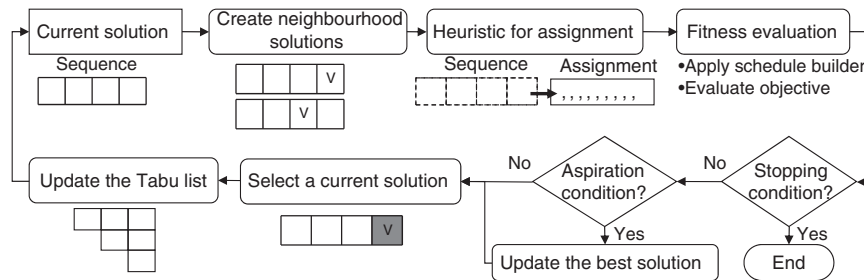 Current solution
Create neighbourhood
solutions
Heuristic for assignment
Fitness evaluation
Sequence
V
V
Sequence
Assignment
, , , , , , , , ,
•Apply schedule builder
•Evaluate objective
Update the Tabu list
Select a current solution
V
No
Aspiration
condition?
Yes
Update the best solution
No
Stopping
condition?
Yes
End